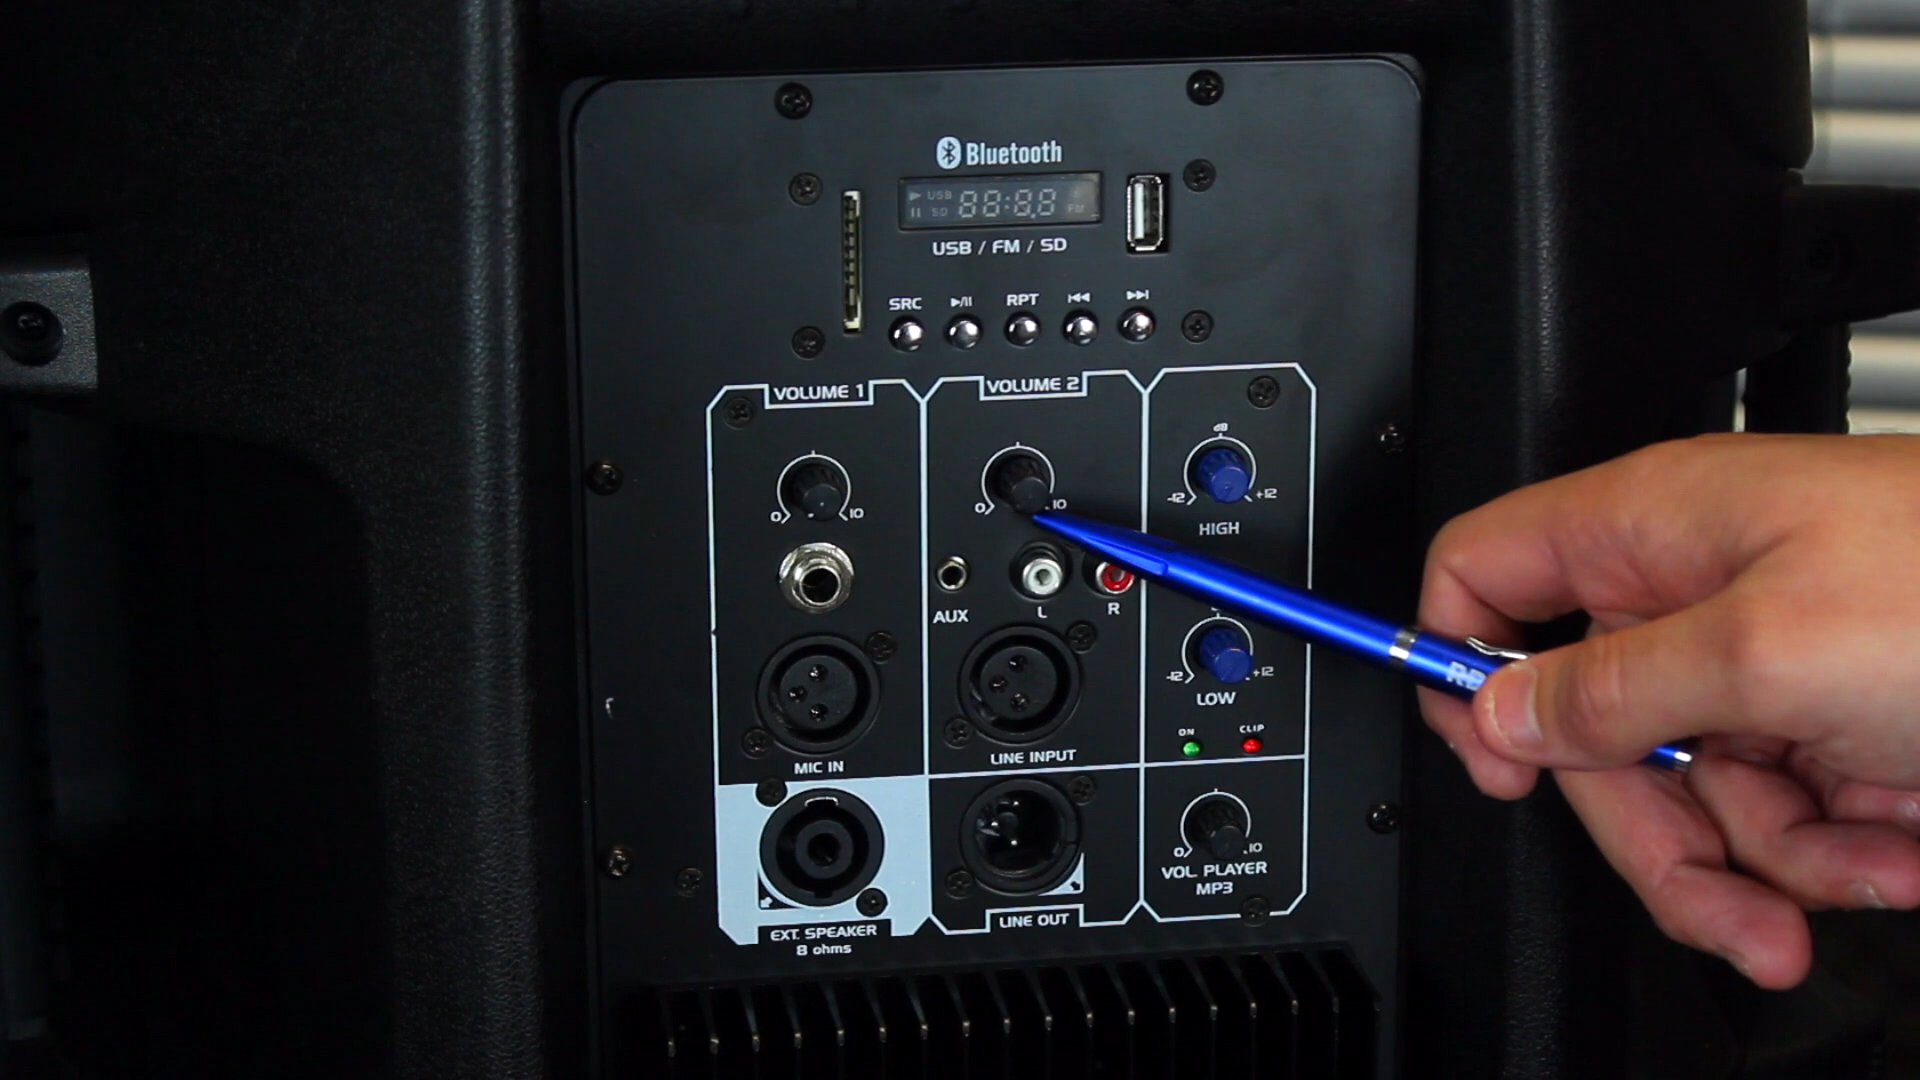 Bluetooth
USB
SD
88:88
FM
USB / FM / SD
SRC
RPT
VOLUME 1
VOLUME 2
dB
0
10
0
10
-12
+12
HIGH
AUX
L
R
-12
+12
LOW
ON
CLIP
MIC IN
LINE INPUT
0
10
VOL. PLAYER
MP3
EXT. SPEAKER
8 ohms
LINE OUT